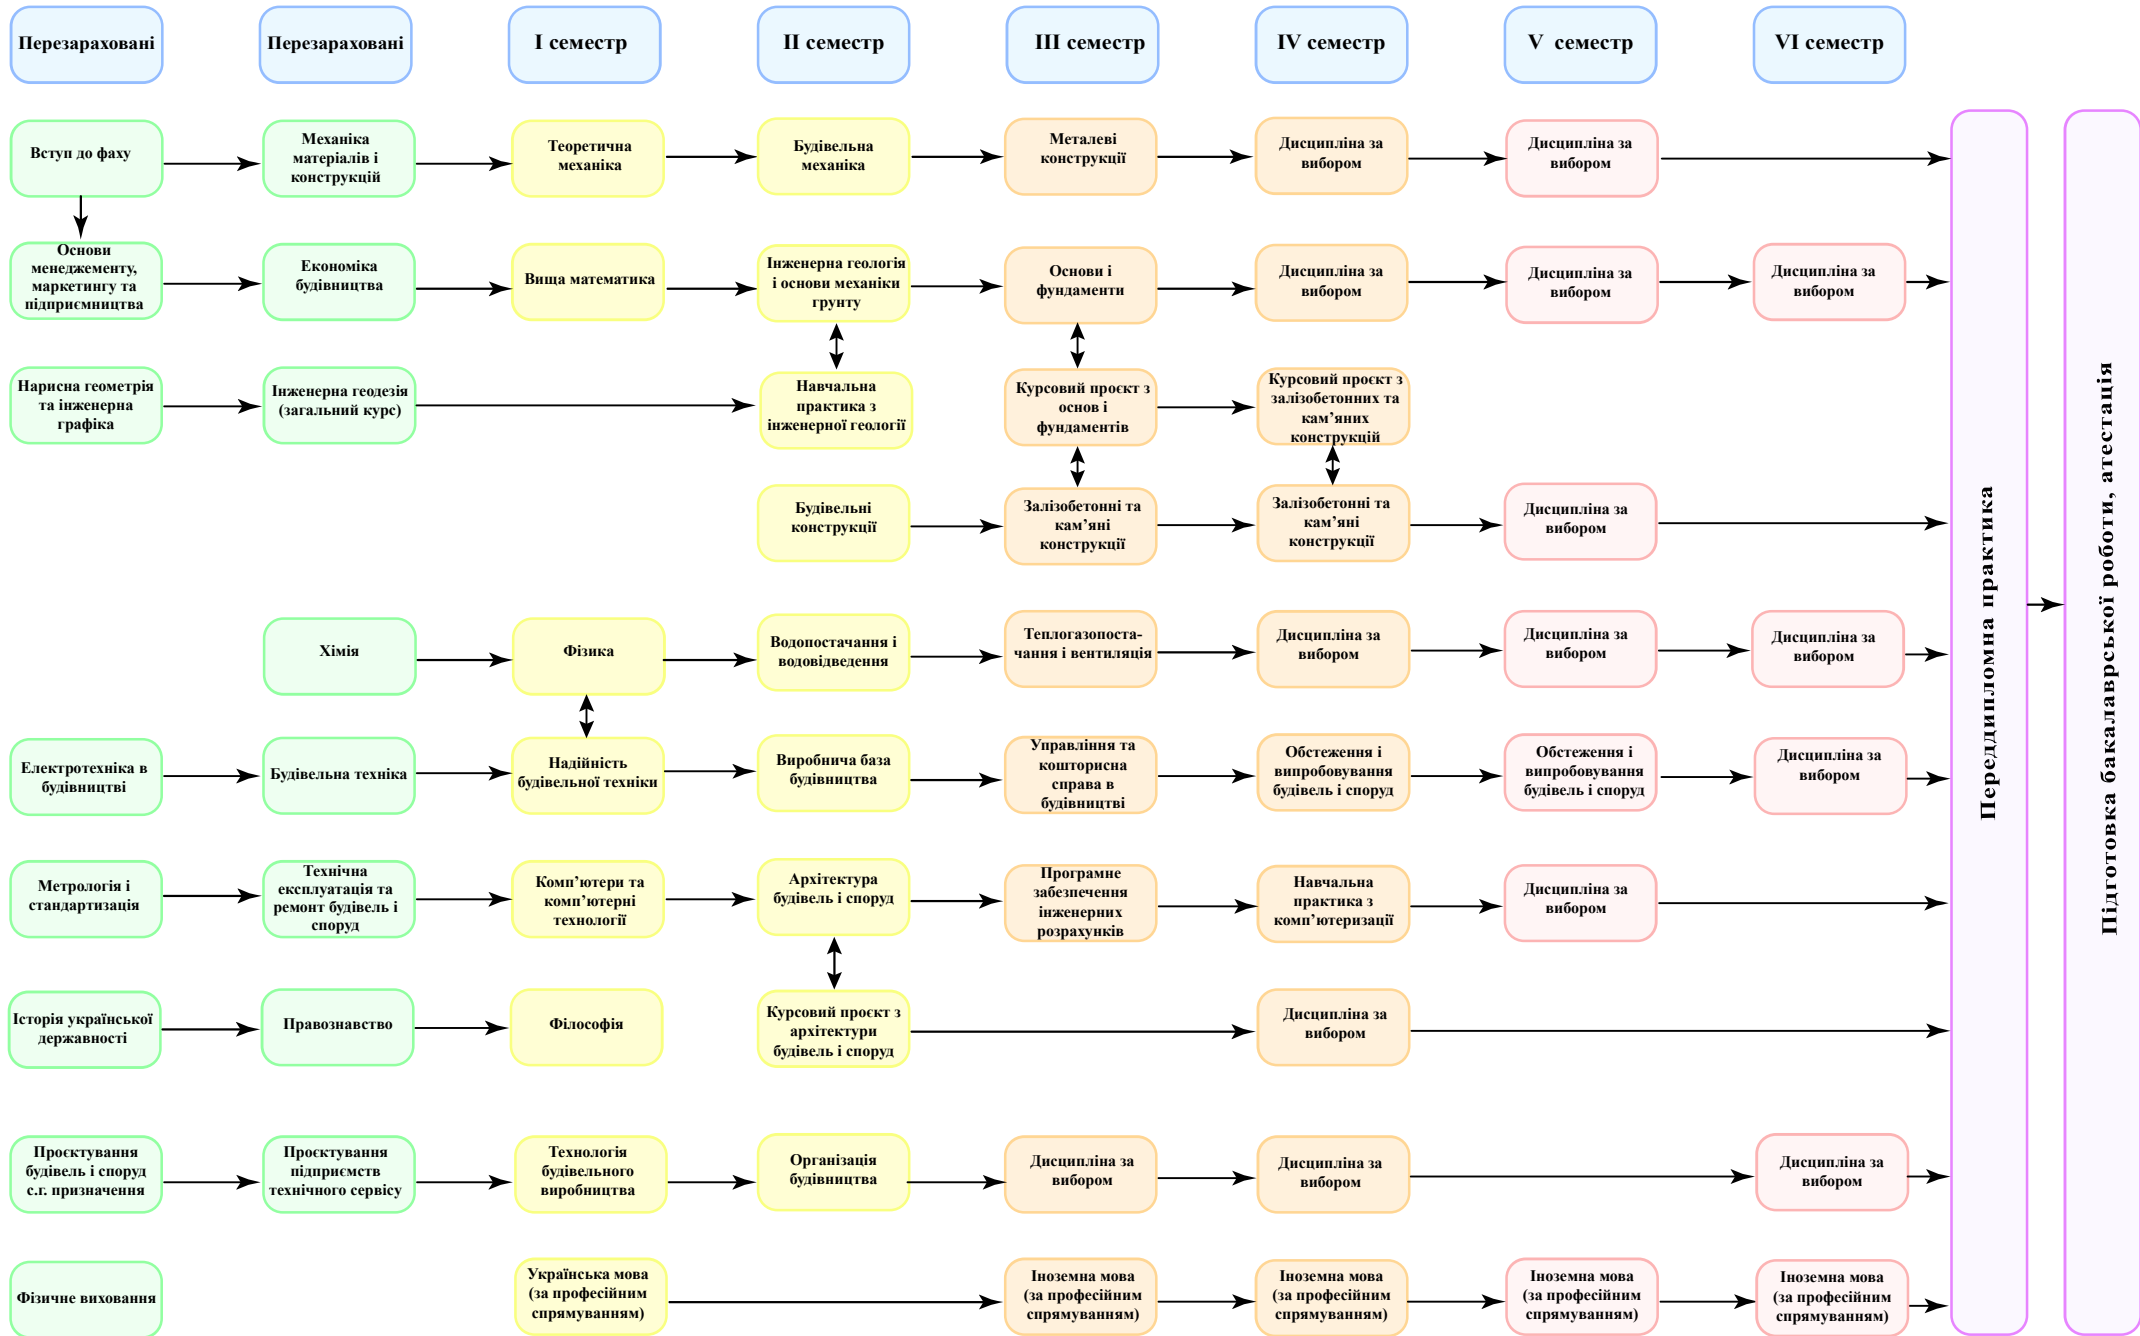 Перезараховані
Перезараховані
I семестр
II семестр
III семестр
IV семестр
V семестр
VI семестр
Вступ до фаху
Механіка
матеріалів і
конструкцій
Теоретична
механіка
Будівельна
механіка
Металеві
конструкції
Дисципліна за
вибором
Дисципліна за
вибором
Основи
менеджменту,
маркетингу та
підприємництва
Економіка
будівництва
Вища математика
Інженерна геологія
і основи механіки
грунту
Основи і
фундаменти
Дисципліна за
вибором
Дисципліна за
вибором
Дисципліна за
вибором
Нарисна геометрія
та інженерна
графіка
Інженерна геодезія
(загальний курс)
Навчальна
практика з
інженерної геології
Курсовий проєкт з
основ і
фундаментів
Курсовий проєкт з
залізобетонних та
кам’яних
конструкцій
Будівельні
конструкції
Залізобетонні та
кам’яні
конструкції
Залізобетонні та
кам’яні
конструкції
Дисципліна за
вибором
Хімія
Фізика
Водопостачання і
водовідведення
Теплогазопоста-
чання і вентиляція
Дисципліна за
вибором
Дисципліна за
вибором
Дисципліна за
вибором
Електротехніка в
будівництві
Будівельна техніка
Надійність
будівельної техніки
Виробнича база
будівництва
Управління та
кошторисна
справа в
будівництві
Обстеження і
випробовування
будівель і споруд
Обстеження і
випробовування
будівель і споруд
Дисципліна за
вибором
Метрологія і
стандартизація
Технічна
експлуатація та
ремонт будівель і
споруд
Комп’ютери та
комп’ютерні
технології
Архітектура
будівель і споруд
Програмне
забезпечення
інженерних
розрахунків
Навчальна
практика з
комп’ютеризації
Дисципліна за
вибором
Історія української
державності
Правознавство
Філософія
Курсовий проєкт з
архітектури
будівель і споруд
Дисципліна за
вибором
Проєктування
будівель і споруд
с.г. призначення
Проєктування
підприємств
технічного сервісу
Технологія
будівельного
виробництва
Організація
будівництва
Дисципліна за
вибором
Дисципліна за
вибором
Дисципліна за
вибором
Фізичне виховання
Українська мова
(за професійним
спрямуванням)
Іноземна мова
(за професійним
спрямуванням)
Іноземна мова
(за професійним
спрямуванням)
Іноземна мова
(за професійним
спрямуванням)
Іноземна мова
(за професійним
спрямуванням)
Переддипломна практика
Підготовка бакалаврської роботи, атестація